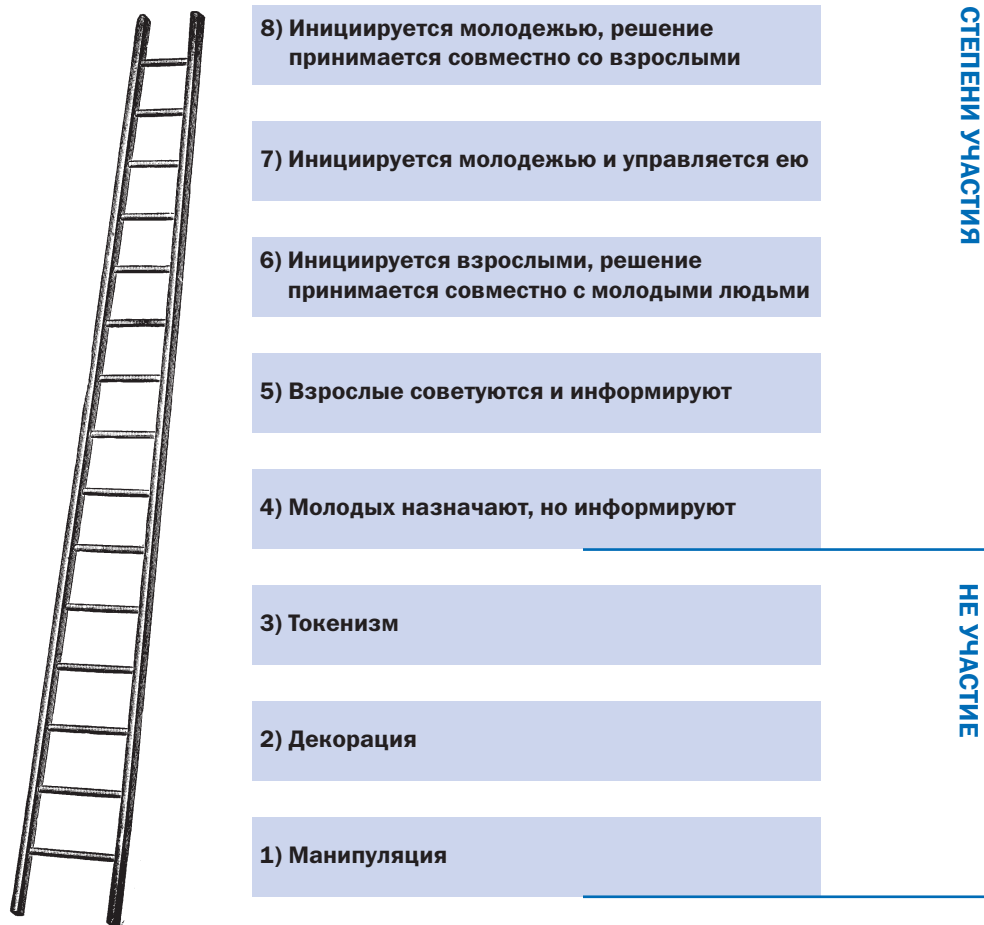 8) Инициируется молодежью, решение
принимается совместно со взрослыми
7) Инициируется молодежью и управляется ею
6) Инициируется взрослыми, решение
принимается совместно с молодыми людьми
5) Взрослые советуются и информируют
4) Молодых назначают, но информируют
СТЕПЕНИ УЧАСТИЯ
3) Токенизм
2) Декорация
1) Манипуляция
НЕ УЧАСТИЕ